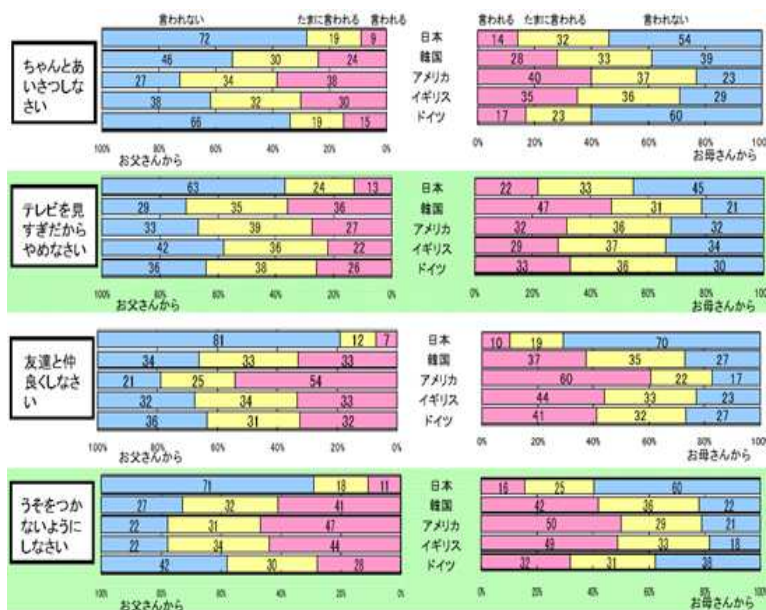 言われない たまに言われる 言われる 言われる たまに言われる 言われない
ちゃんとあ
いさつしな
さい
72 19 9 日本 14 32 54
46 30 24 韓国 28 33 39
27 34 38 アメリカ 40 37 23
38 32 30 イギリス 35 36 29
66 19 15 ドイツ 17 23 60
100% 80% 60% 40% 20% 0% 0% 20% 40% 60% 80% 100%
お父さんから お母さんから
テレビを見
すぎだから
やめなさい
63 24 13 日本 22 33 45
29 35 36 韓国 47 31 21
33 39 27 アメリカ 32 36 32
42 36 22 イギリス 29 37 34
36 38 26 ドイツ 33 36 30
100% 80% 60% 40% 20% 0% 0% 20% 40% 60% 80% 100%
お父さんから お母さんから
友達と仲
良くしなさ
い
81 12 7 日本 10 19 70
34 33 33 韓国 37 35 27
21 25 54 アメリカ 60 22 17
32 34 33 イギリス 44 33 23
36 31 32 ドイツ 41 32 27
100% 80% 60% 40% 20% 0% 0% 20% 40% 60% 80% 100%
お父さんから お母さんから
うそをつか
ないように
しなさい
71 18 11 日本 16 25 60
27 32 41 韓国 42 36 22
22 31 47 アメリカ 50 29 21
22 34 44 イギリス 49 33 18
42 30 28 ドイツ 32 31 38
100% 80% 60% 40% 20% 0% 0% 20% 40% 60% 80% 100%
お父さんから お母さんから